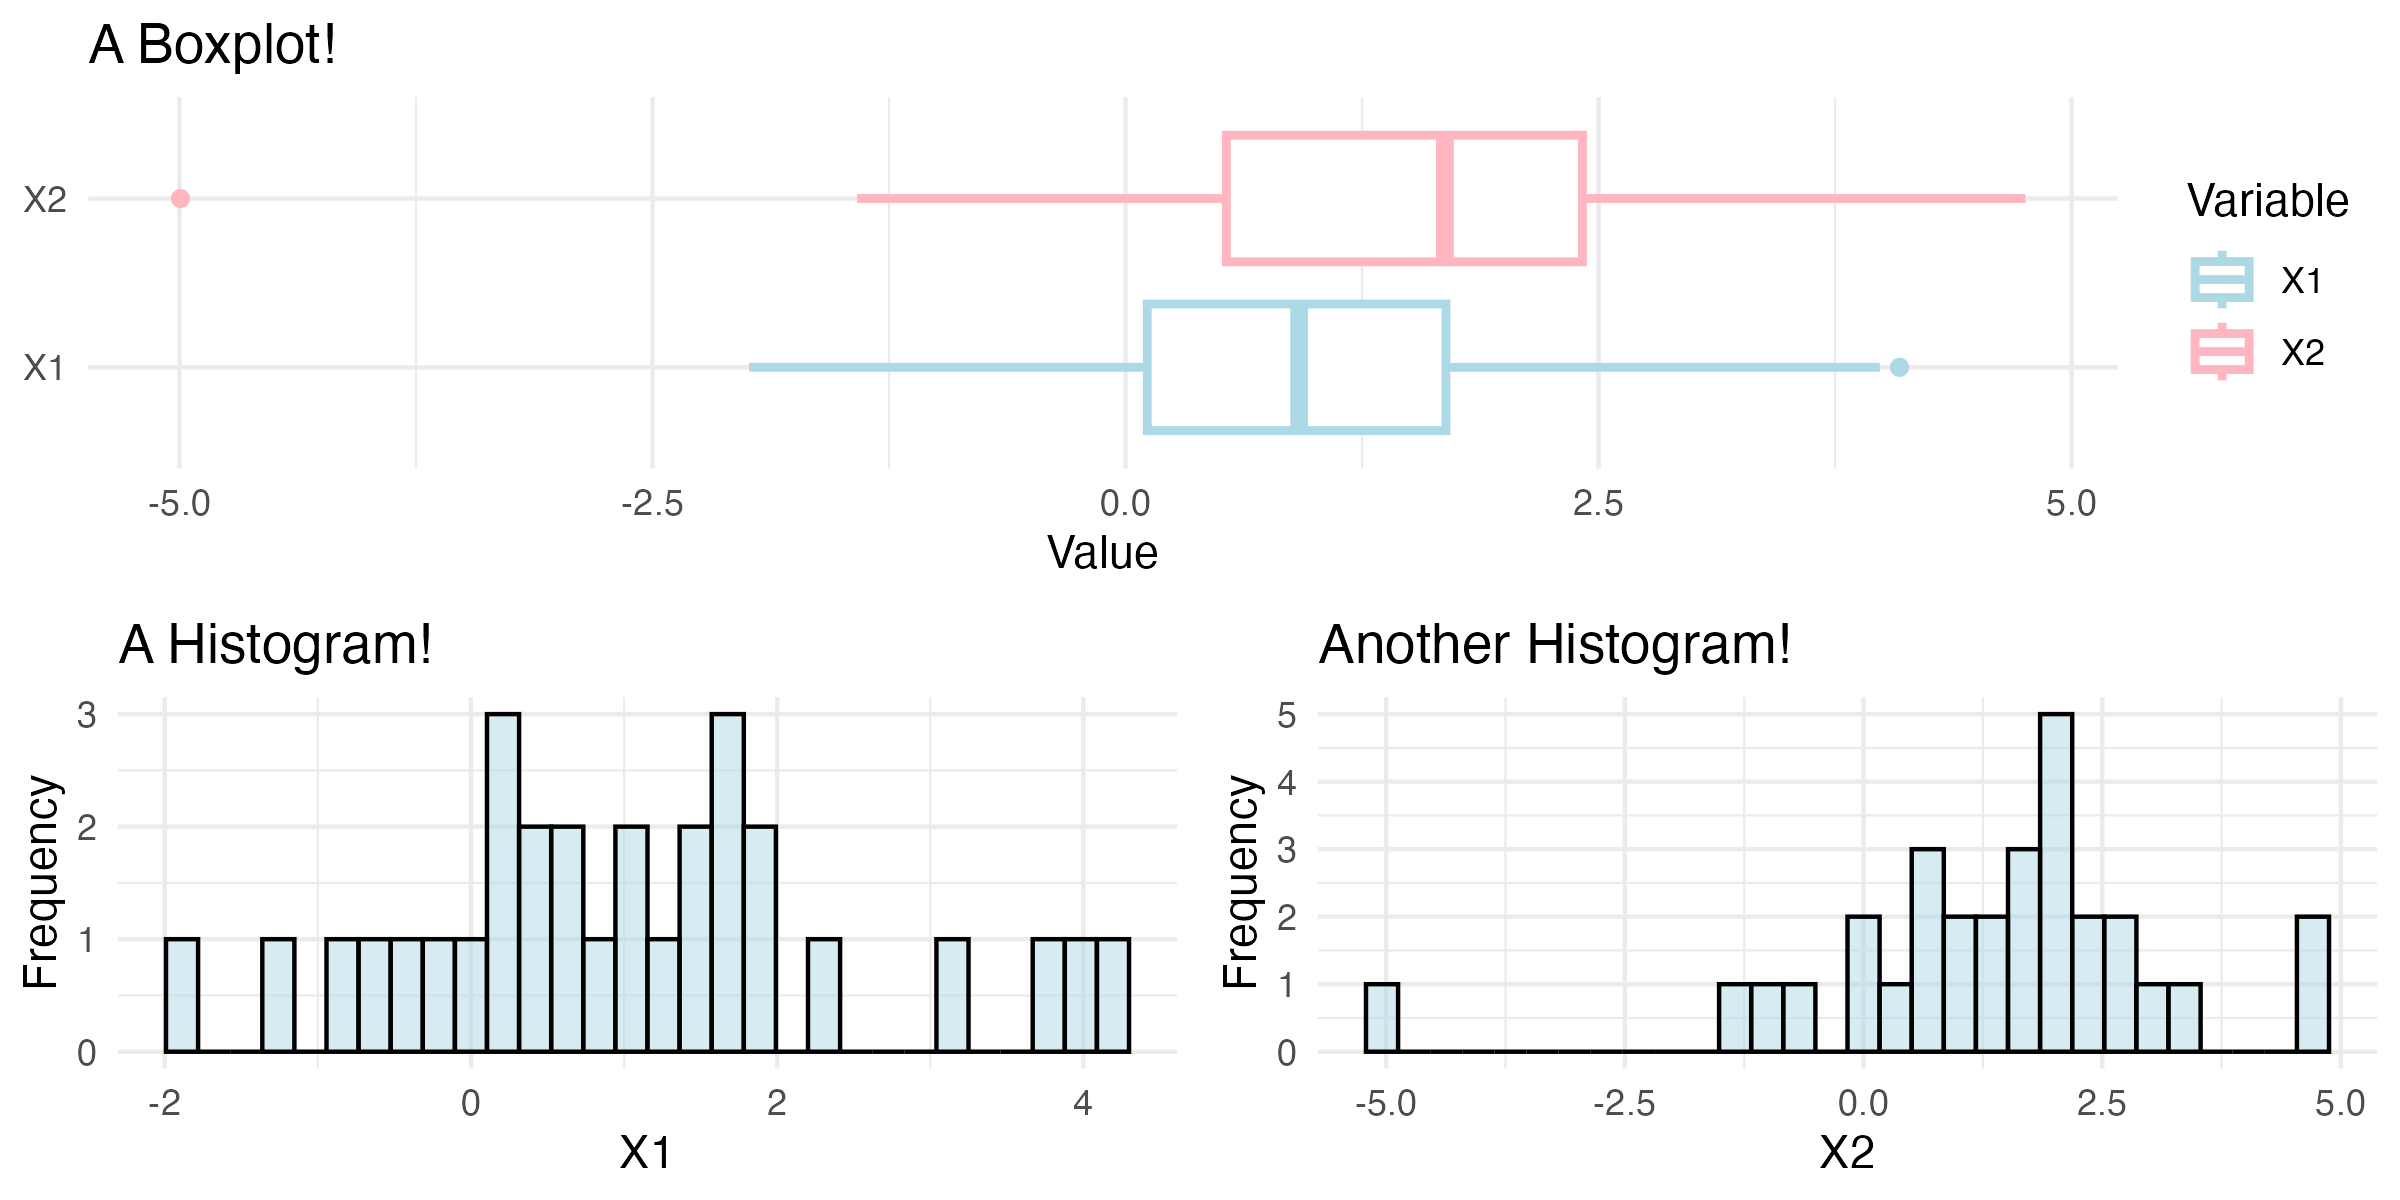 A Boxplot!
X2
X1
-5.0 -2.5 0.0 2.5 5.0
Value
Variable
X1
X2
A Histogram!
Frequency
3
2
1
0
-2 0 2 4
X1
Another Histogram!
Frequency
5
4
3
2
1
0
-5.0 -2.5 0.0 2.5 5.0
X2